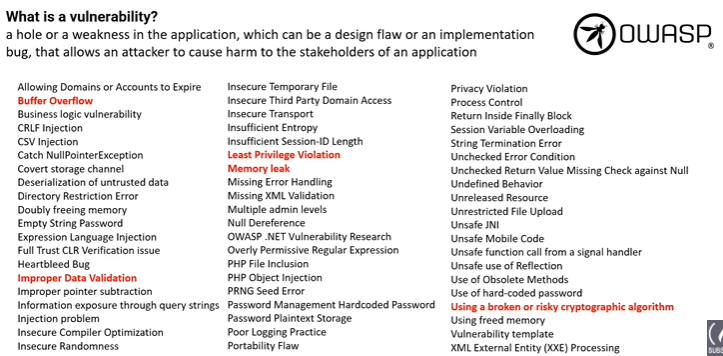 What is a vulnerability?
a hole or a weakness in the application, which can be a design flaw or an implementation
bug, that allows an attacker to cause harm to the stakeholders of an application
OWASP®
Allowing Domains or Accounts to Expire
Buffer Overflow
Business logic vulnerability
CRLF Injection
CSV Injection
Catch NullPointerException
Covert storage channel
Deserialization of untrusted data
Directory Restriction Error
Doubly freeing memory
Empty String Password
Expression Language Injection
Full Trust CLR Verification issue
Heartbleed Bug
Improper Data Validation
Improper pointer subtraction
Information exposure through query strings
Injection problem
Insecure Compiler Optimization
Insecure Randomness
Insecure Temporary File
Insecure Third Party Domain Access
Insecure Transport
Insufficient Entropy
Insufficient Session-ID Length
Least Privilege Violation
Memory leak
Missing Error Handling
Missing XML Validation
Multiple admin levels
Null Dereference
OWASP .NET Vulnerability Research
Overly Permissive Regular Expression
PHP File Inclusion
PHP Object Injection
PRNG Seed Error
Password Management Hardcoded Password
Password Plaintext Storage
Poor Logging Practice
Portability Flaw
Privacy Violation
Process Control
Return Inside Finally Block
Session Variable Overloading
String Termination Error
Unchecked Error Condition
Unchecked Return Value Missing Check against Null
Undefined Behavior
Unreleased Resource
Unrestricted File Upload
Unsafe JNI
Unsafe Mobile Code
Unsafe function call from a signal handler
Unsafe use of Reflection
Use of Obsolete Methods
Use of hard-coded password
Using a broken or risky cryptographic algorithm
Using freed memory
Vulnerability template
XML External Entity (XXE) Processing
SUBS